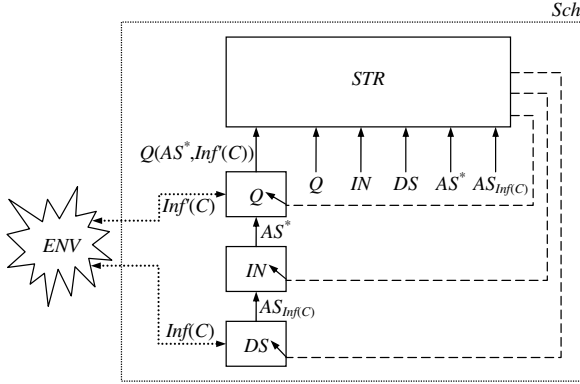 Sch
STR
Q(AS*,Inf'(C))
Q IN DS AS* AS_Inf(C)
Inf'(C)
Q
AS*
ENV
IN
AS_Inf(C)
Inf(C)
DS